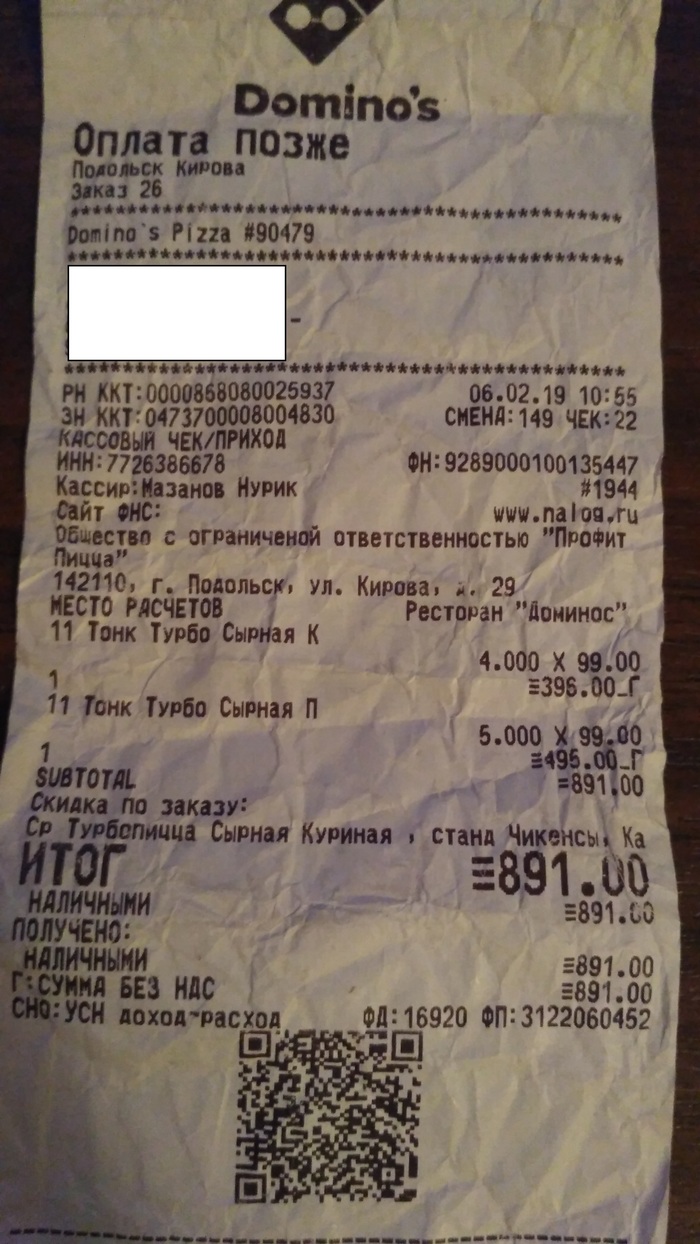 Domino's
Оплата позже
Подольск Кирова
Заказ 26
****************************************************
Domino`s Pizza #90479
****************************************************
-
****************************************************
РН ККТ:0000868080025937 06.02.19 10:55
ЗН ККТ:0473700008004830 СМЕНА:149 ЧЕК:22
КАССОВЫЙ ЧЕК/ПРИХОД
ИНН:7726386678 ФН:9289000100135447
Кассир:Мазанов Нурик #1944
Сайт ФНС: www.nalog.ru
Общество с ограниченой ответственностью "Профит
Пицца"
142110, г. Подольск, ул. Кирова, д. 29
МЕСТО РАСЧЕТОВ Ресторан "Доминос"
11 Тонк Турбо Сырная К
4.000 X 99.00
1 ≡396.00_Г
11 Тонк Турбо Сырная П
5.000 X 99.00
1 ≡495.00_Г
SUBTOTAL =891.00
Скидка по заказу:
Ср Турбопицца Сырная Куриная , станд Чикенсы, Ка
ИТОГ ≡891.00
НАЛИЧНЫМИ ≡891.00
ПОЛУЧЕНО:
НАЛИЧНЫМИ ≡891.00
Г:СУММА БЕЗ НДС ≡891.00
СНО:УСН доход-расход ФД:16920 ФП:3122060452